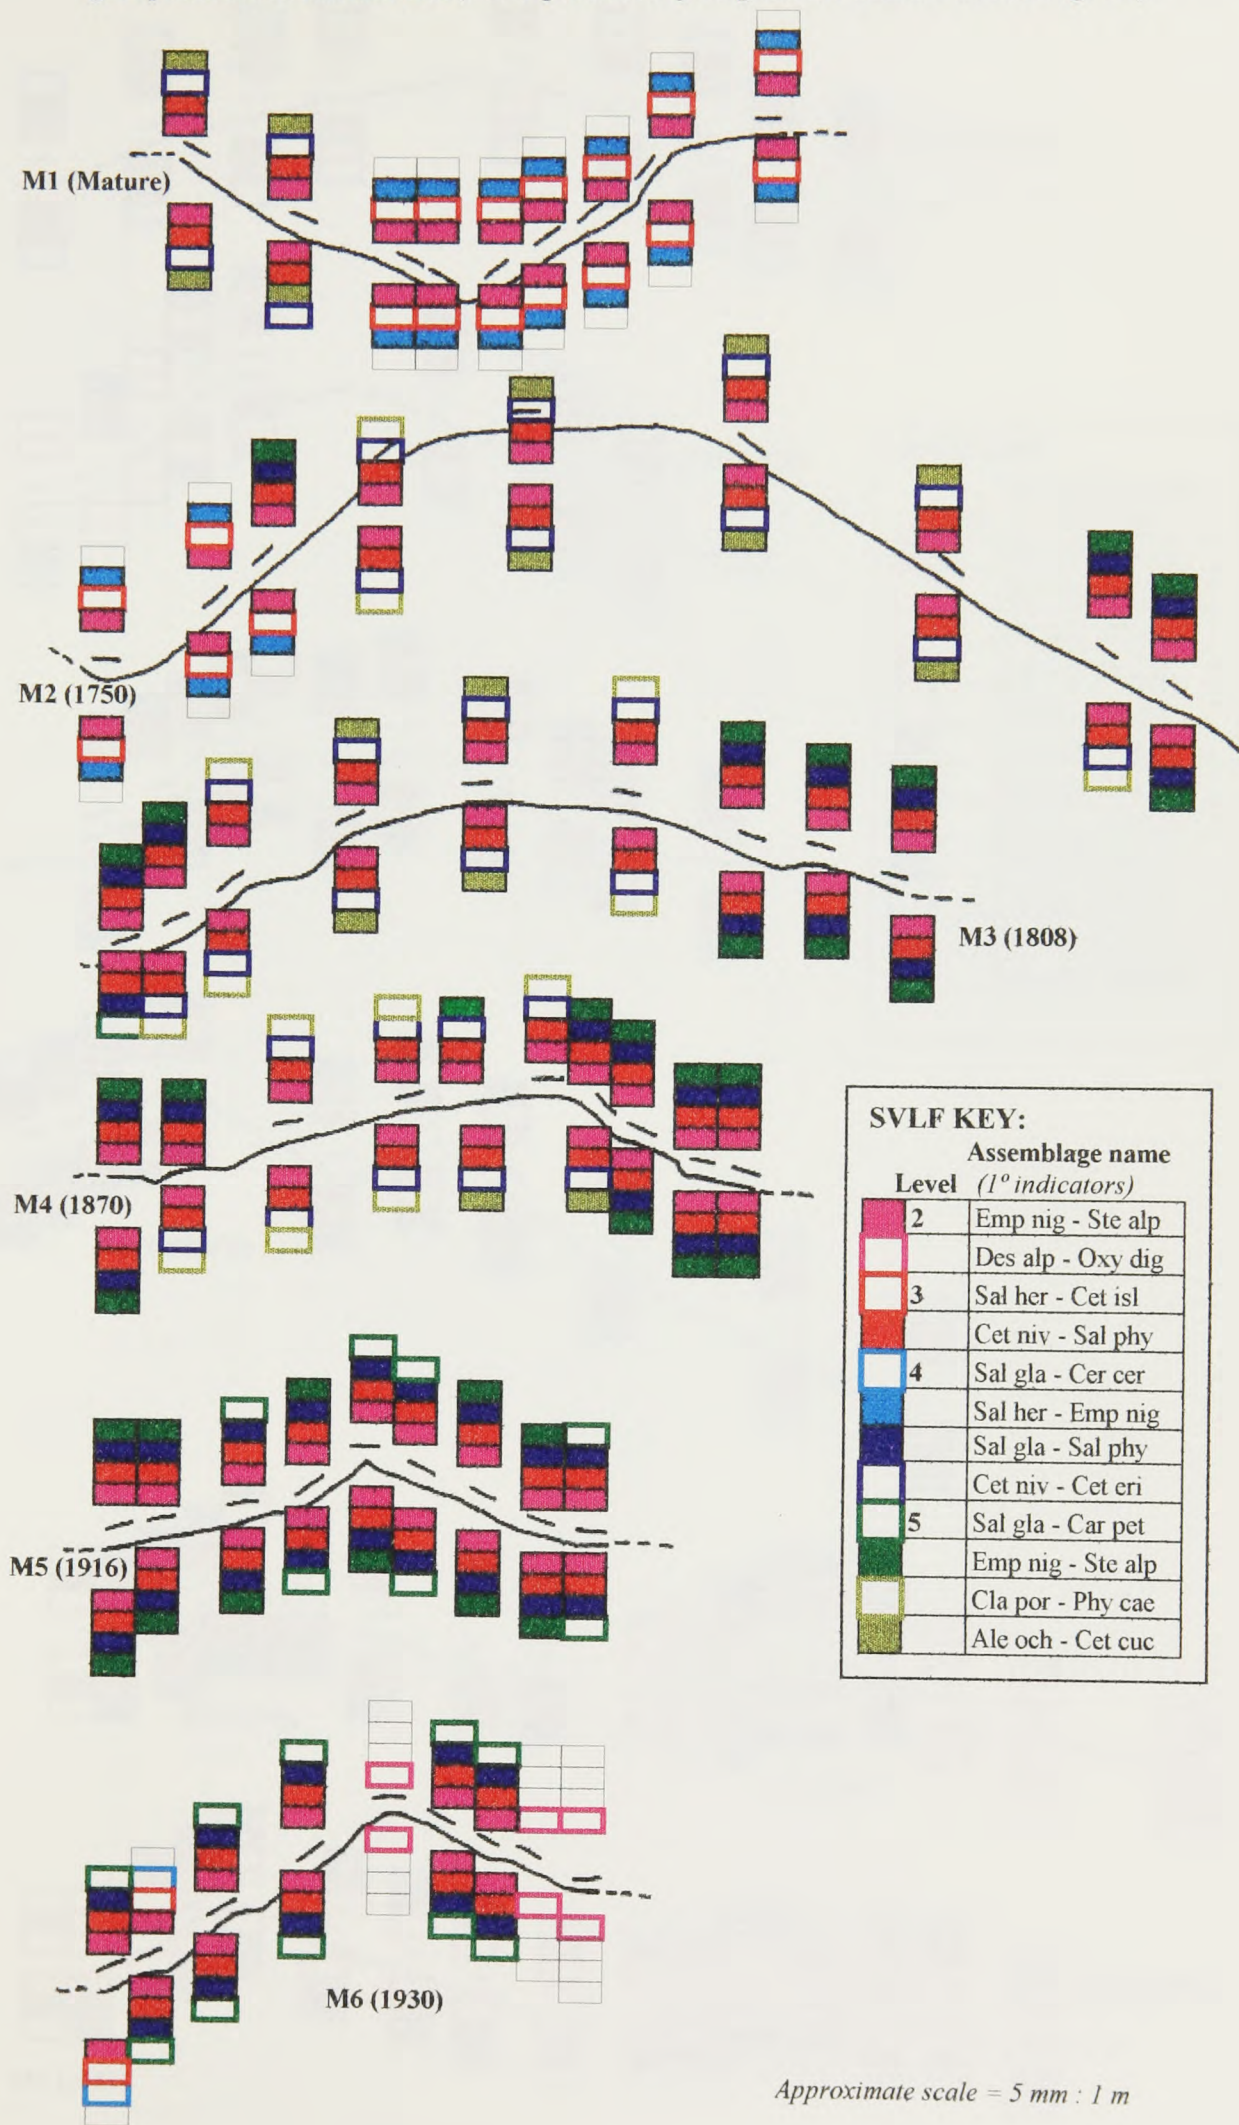 M1 (Mature)
M2 (1750)
M3 (1808)
M4 (1870)
SVLF KEY:
Assemblage name
Level (1º indicators)
2 Emp nig - Ste alp
Des alp - Oxy dig
3 Sal her - Cet isl
Cet niv - Sal phy
4 Sal gla - Cer cer
Sal her - Emp nig
Sal gla - Sal phy
Cet niv - Cet eri
5 Sal gla - Car pet
Emp nig - Ste alp
Cla por - Phy cae
Ale och - Cet cuc
M5 (1916)
M6 (1930)
Approximate scale = 5 mm : 1 m